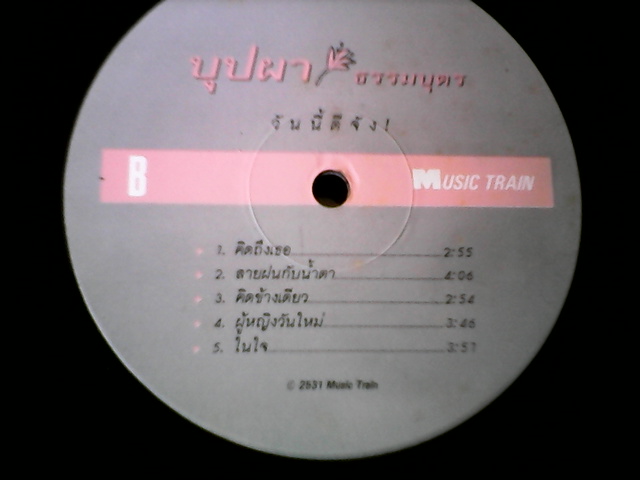 บุปผา ธรรมบุตร
วันนี้ดีจัง!
B MUSIC TRAIN
1. คิดถึงเธอ 2:55
2. สายฝนกับน้ำตา 4:06
3. คิดข้างเดียว 2:54
4. ผู้หญิงวันใหม่ 3:46
5. ในใจ 3:57
© 2531 Music Train